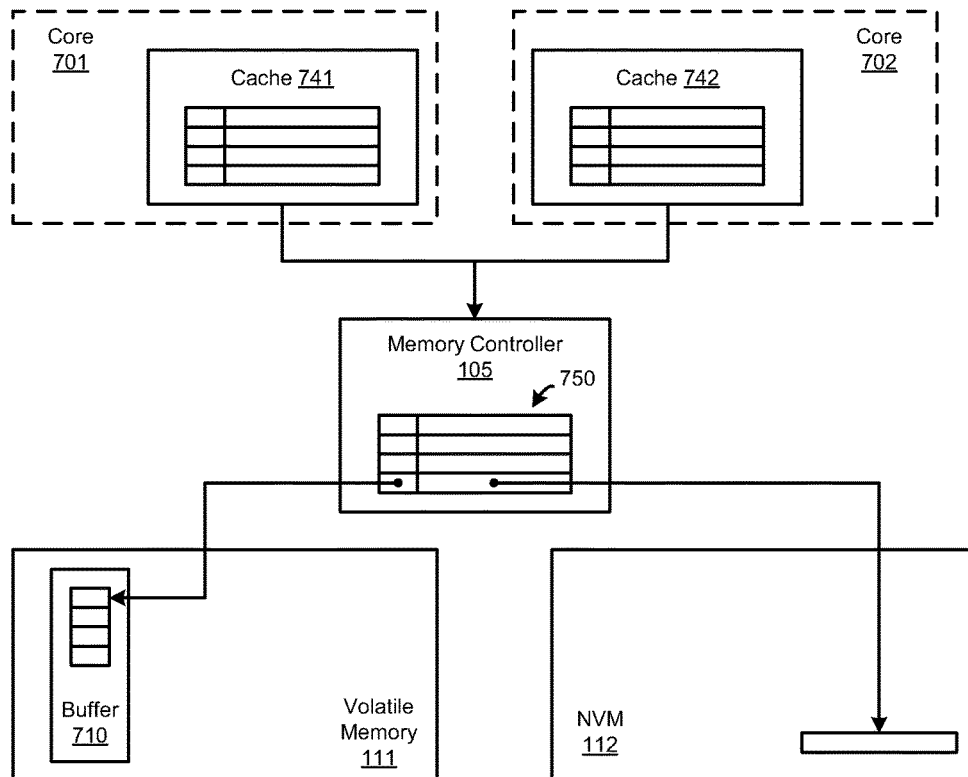 Core
701
Cache 741
Cache 742
Core
702
Memory Controller
105
750
Buffer
710
Volatile
Memory
111
NVM
112